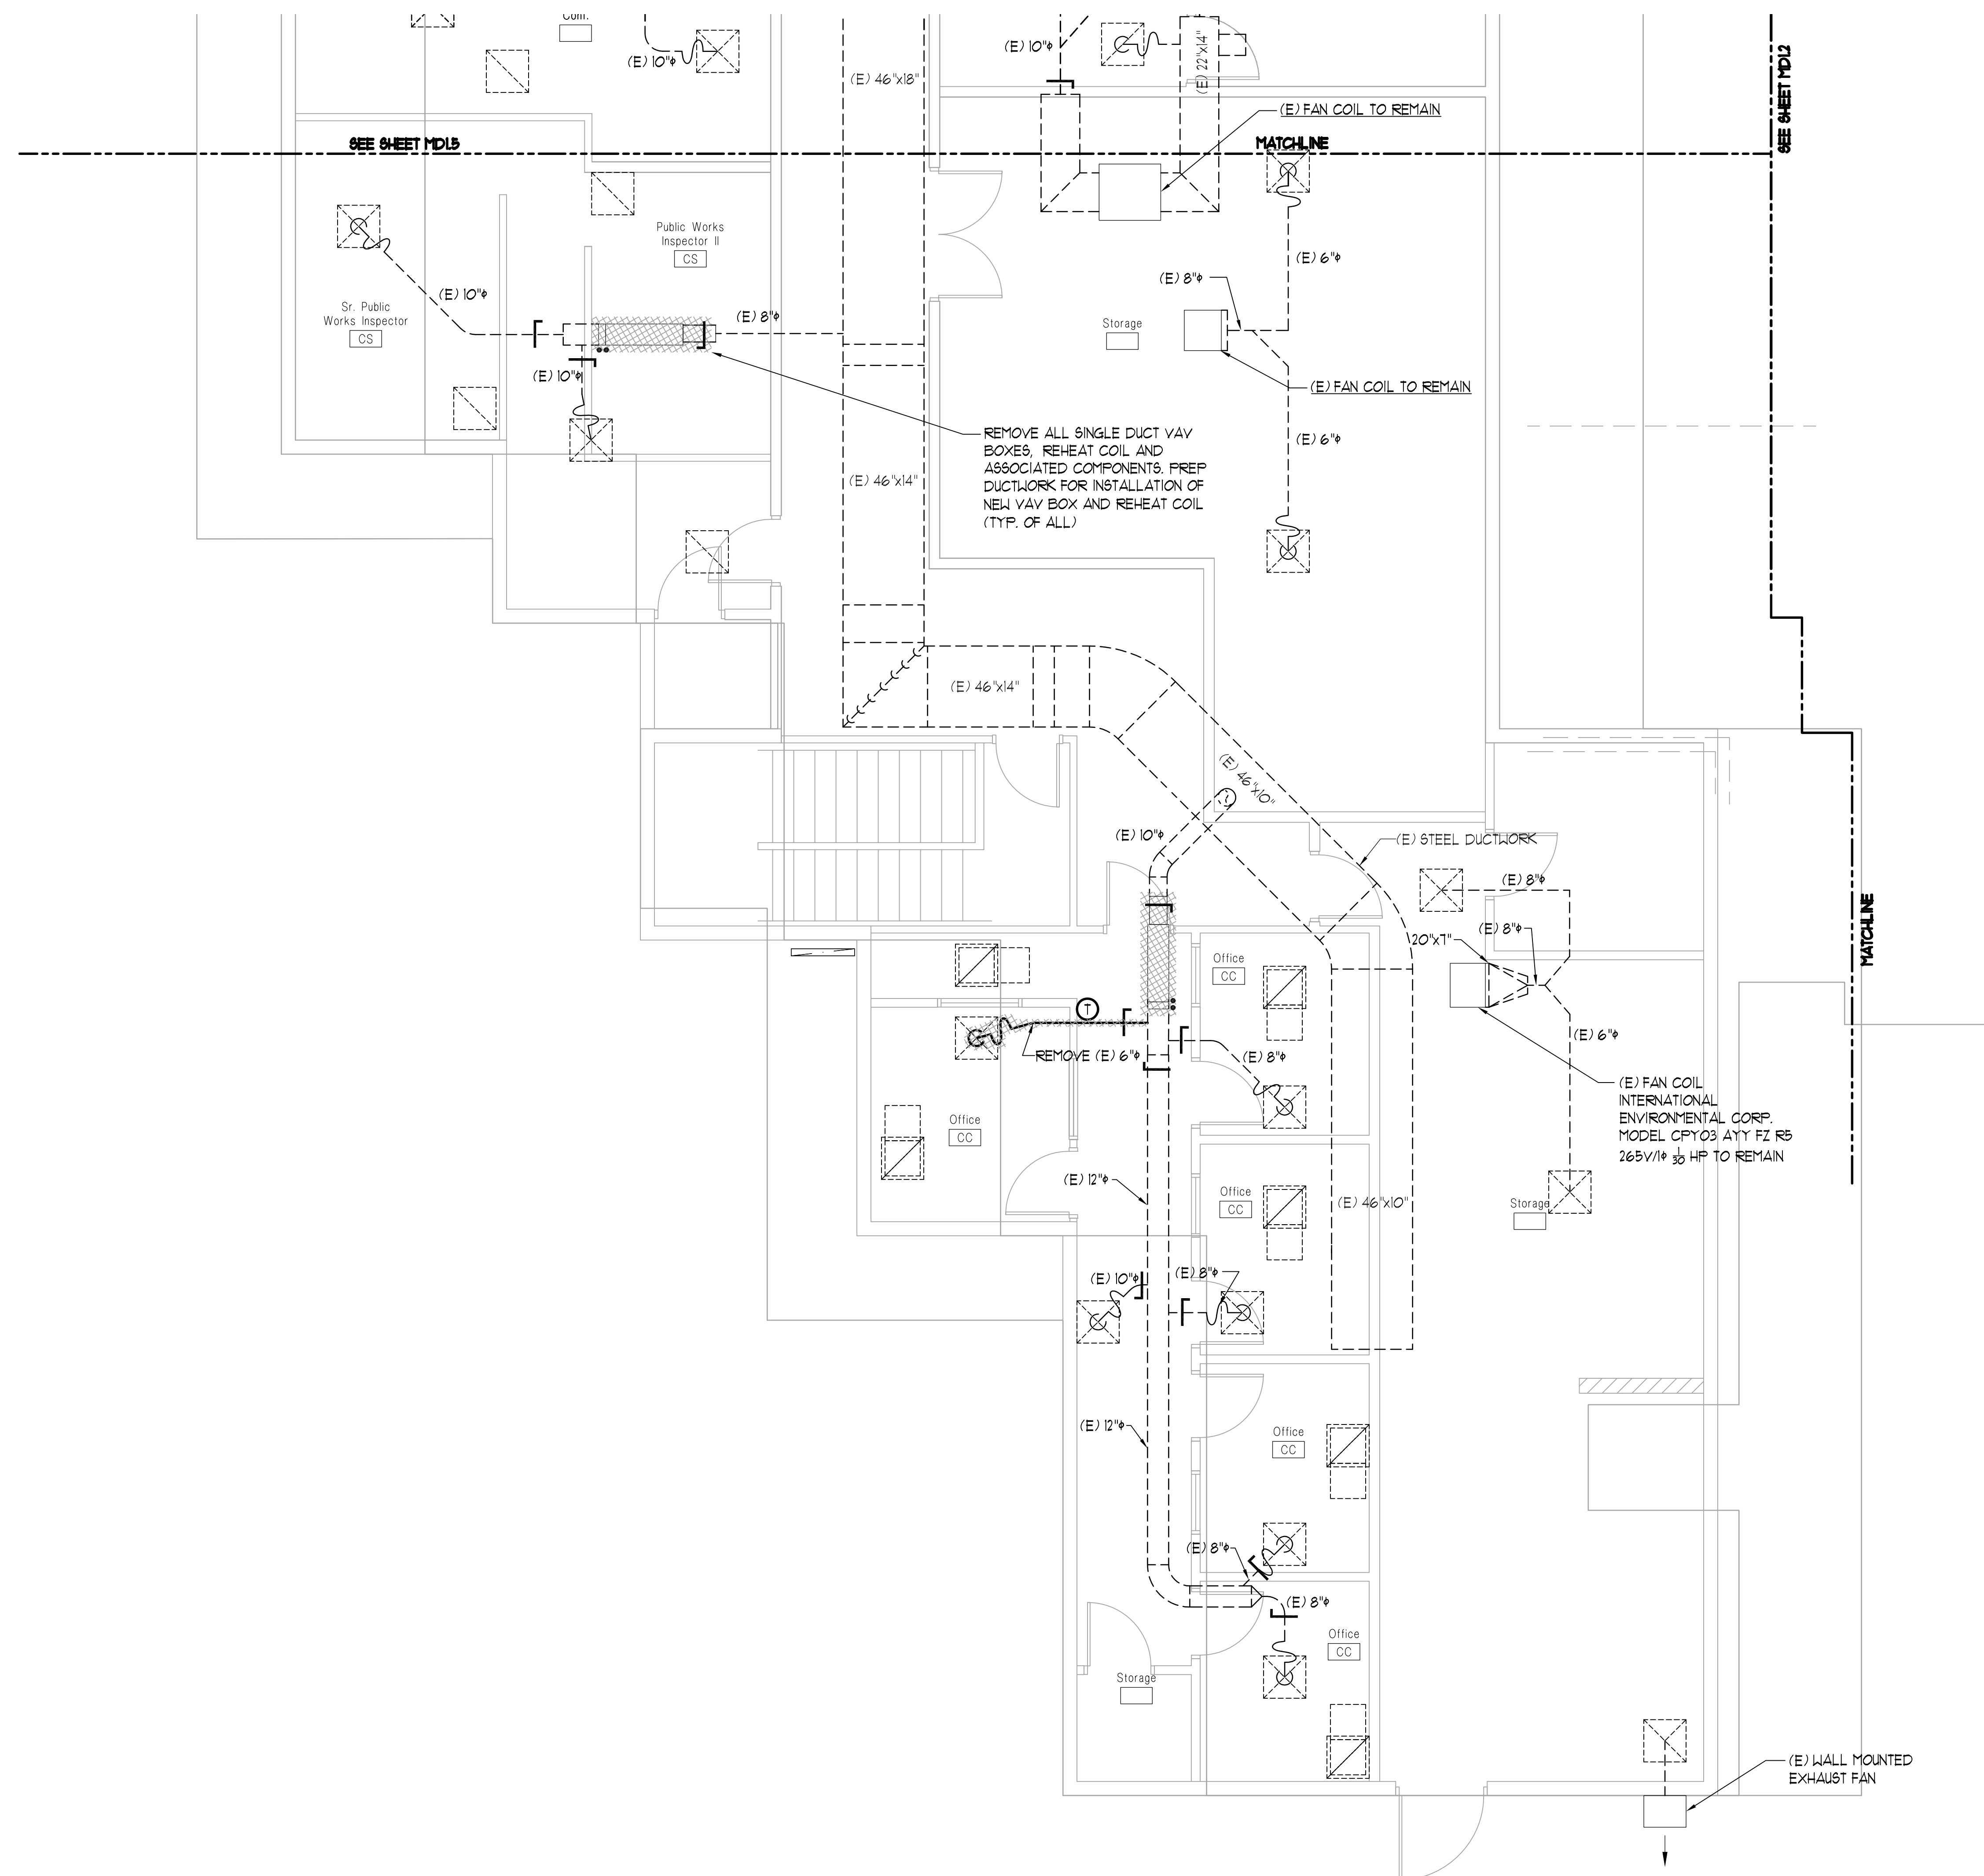 Conf.
(E) 10"ϕ
(E) 46"x18"
(E) 10"ϕ
(E) 22"x14"
(E) FAN COIL TO REMAIN
SEE SHEET MD1.2
SEE SHEET MD1.5
MATCHLINE
Public Works
Inspector II
CS
(E) 10"ϕ
Sr. Public
Works Inspector
CS
(E) 8"ϕ
(E) 10"ϕ
(E) 6"ϕ
(E) 8"ϕ
Storage
(E) FAN COIL TO REMAIN
(E) 6"ϕ
REMOVE ALL SINGLE DUCT VAV
BOXES, REHEAT COIL AND
ASSOCIATED COMPONENTS. PREP
DUCTWORK FOR INSTALLATION OF
NEW VAV BOX AND REHEAT COIL
(TYP. OF ALL)
(E) 46"x14"
(E) 46"x14"
(E) 46"x10"
(E) 10"ϕ
(E) STEEL DUCTWORK
(E) 8"ϕ
20"x7"
(E) 8"ϕ
MATCHLINE
Office
CC
T
REMOVE (E) 6"ϕ
(E) 8"ϕ
(E) 6"ϕ
(E) FAN COIL
INTERNATIONAL
ENVIRONMENTAL CORP.
MODEL CPY03 AYY FZ R5
265V/1ϕ 1/30 HP TO REMAIN
Office
CC
(E) 12"ϕ
Office
CC
(E) 46"x10"
Storage
(E) 10"ϕ
(E) 8"ϕ
(E) 12"ϕ
Office
CC
(E) 8"ϕ
(E) 8"ϕ
Office
CC
Storage
(E) WALL MOUNTED
EXHAUST FAN